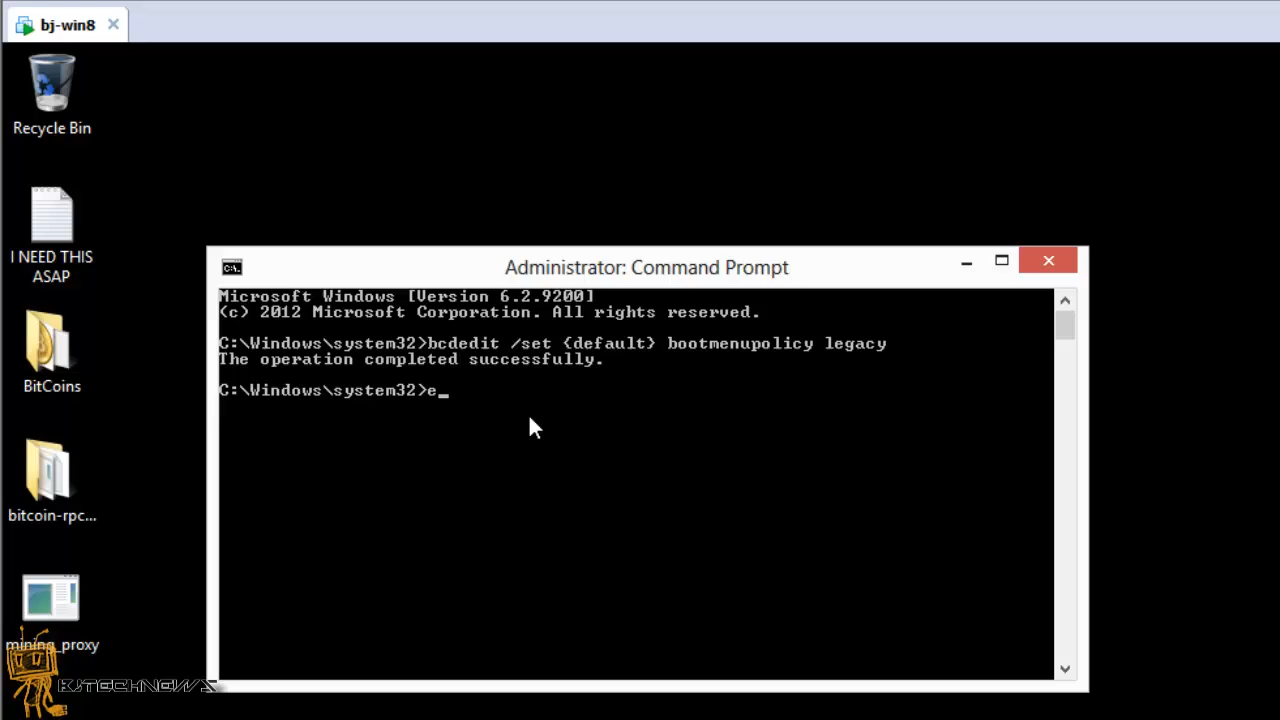 bj-win8
Recycle Bin
I NEED THIS
ASAP
BitCoins
bitcoin-rpc...
mining_proxy
BJTECHNEWS
Administrator: Command Prompt
Microsoft Windows [Version 6.2.9200]
(c) 2012 Microsoft Corporation. All rights reserved.
C:\Windows\system32>bcdedit /set {default} bootmenupolicy legacy
The operation completed successfully.
C:\Windows\system32>e_